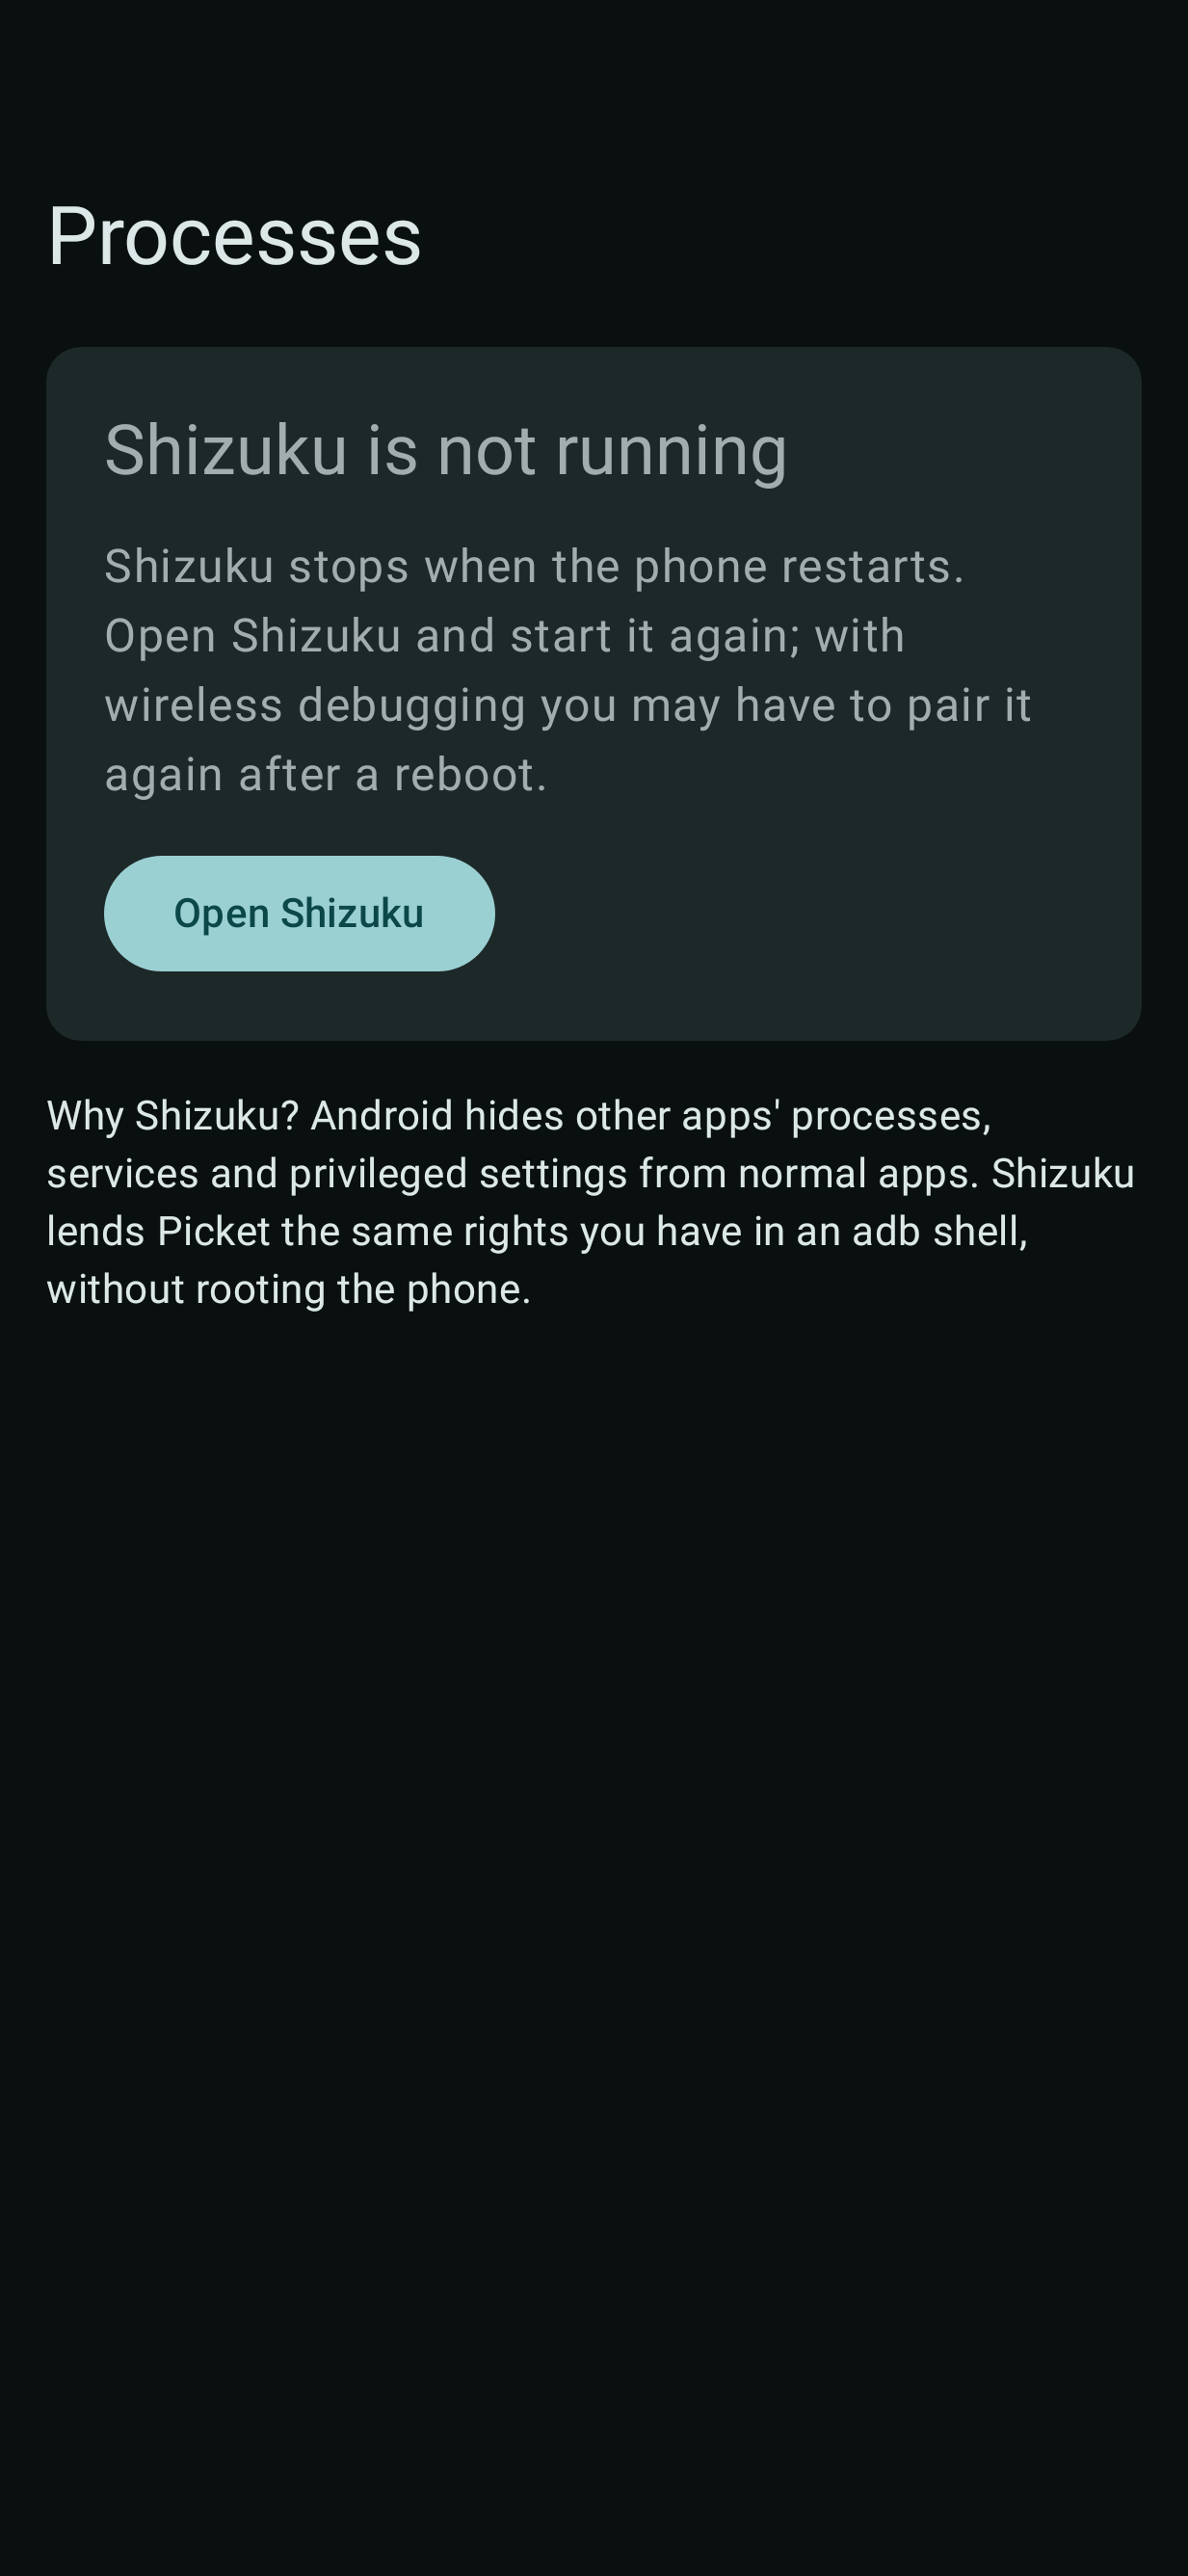 Processes
Shizuku is not running
Shizuku stops when the phone restarts.
Open Shizuku and start it again; with
wireless debugging you may have to pair it
again after a reboot.
Open Shizuku
Why Shizuku? Android hides other apps' processes,
services and privileged settings from normal apps. Shizuku
lends Picket the same rights you have in an adb shell,
without rooting the phone.